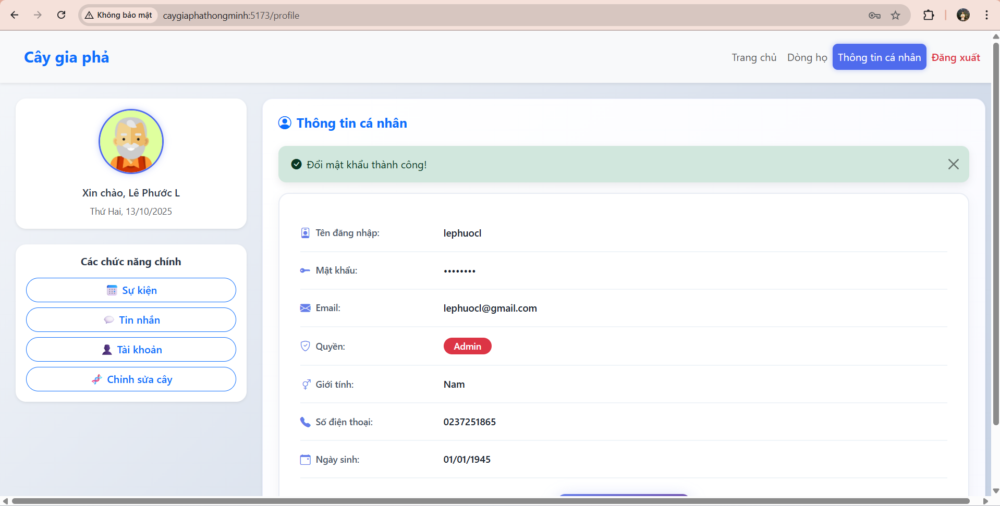 Không bảo mật
caygiaphathongminh:5173/profile
Cây gia phả
Trang chủ
Dòng họ
Thông tin cá nhân
Đăng xuất
Xin chào, Lê Phước L
Thứ Hai, 13/10/2025
Các chức năng chính
Sự kiện
Tin nhắn
Tài khoản
Chỉnh sửa cây
Thông tin cá nhân
Đổi mật khẩu thành công!
Tên đăng nhập: lephuocl
Mật khẩu: ••••••••
Email: lephuocl@gmail.com
Quyền: Admin
Giới tính: Nam
Số điện thoại: 0237251865
Ngày sinh: 01/01/1945